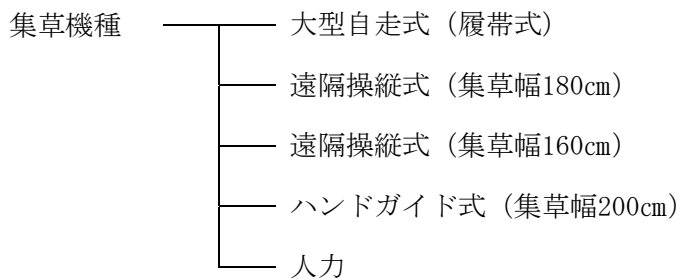 集草機種
大型自走式（履帯式）
遠隔操縦式（集草幅180㎝）
遠隔操縦式（集草幅160㎝）
ハンドガイド式（集草幅200㎝）
人力